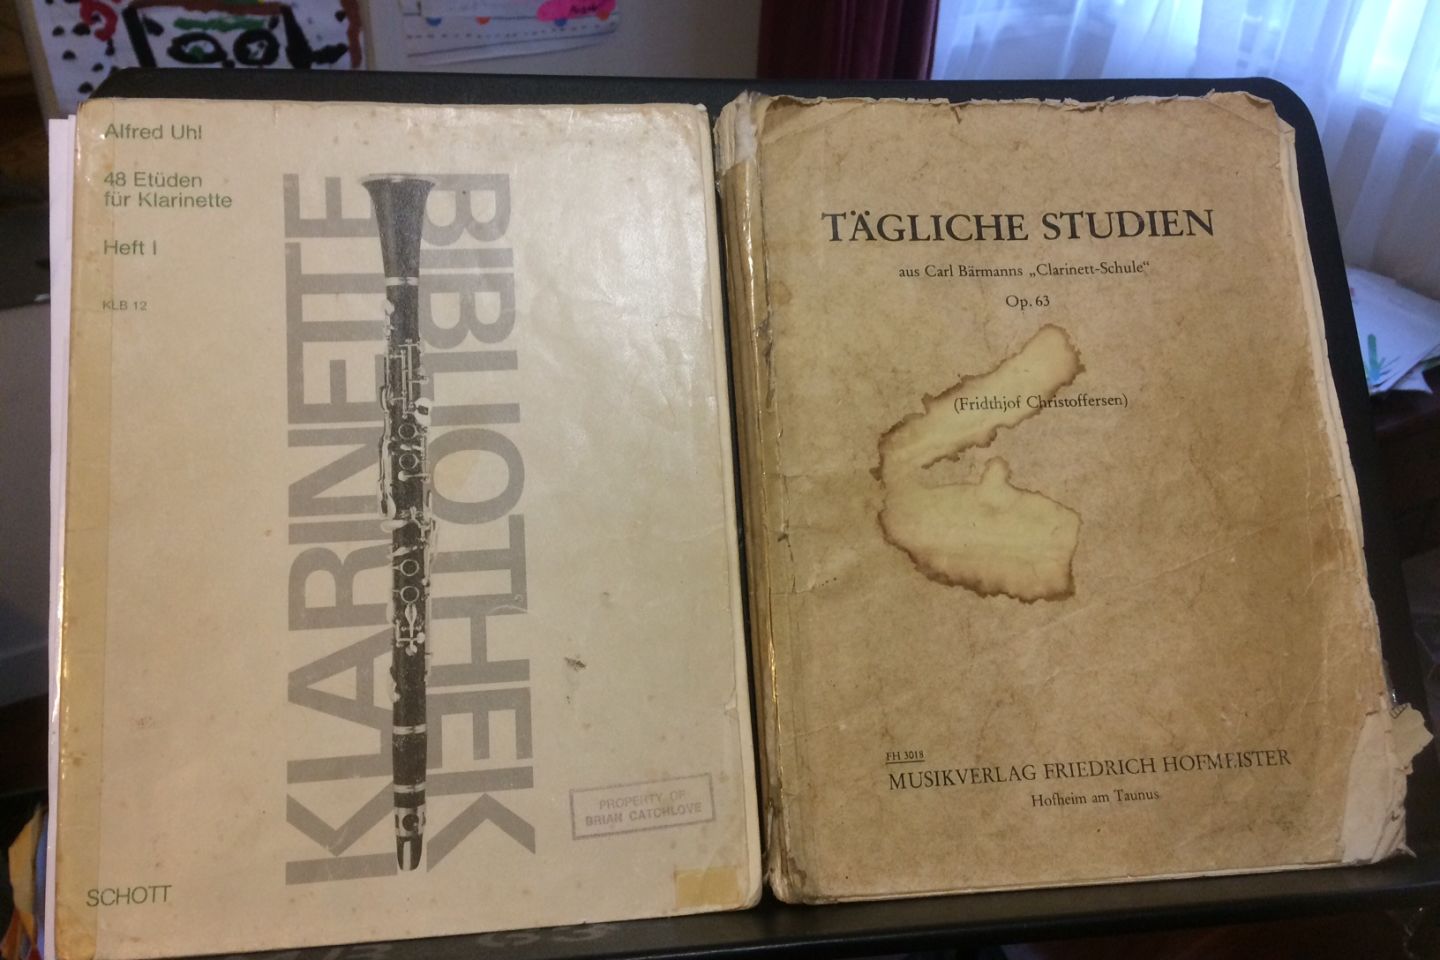 Alfred Uhl
48 Etüden
für Klarinette
Heft I
KLB 12
KLARINETTE
BIBLIOTHEK
PROPERTY OF
BRIAN CATCHLOVE
SCHOTT
TÄGLICHE STUDIEN
aus Carl Bärmanns „Clarinett-Schule“
Op. 63
(Fridthjof Christoffersen)
FH 3018
MUSIKVERLAG FRIEDRICH HOFMEISTER
Hofheim am Taunus